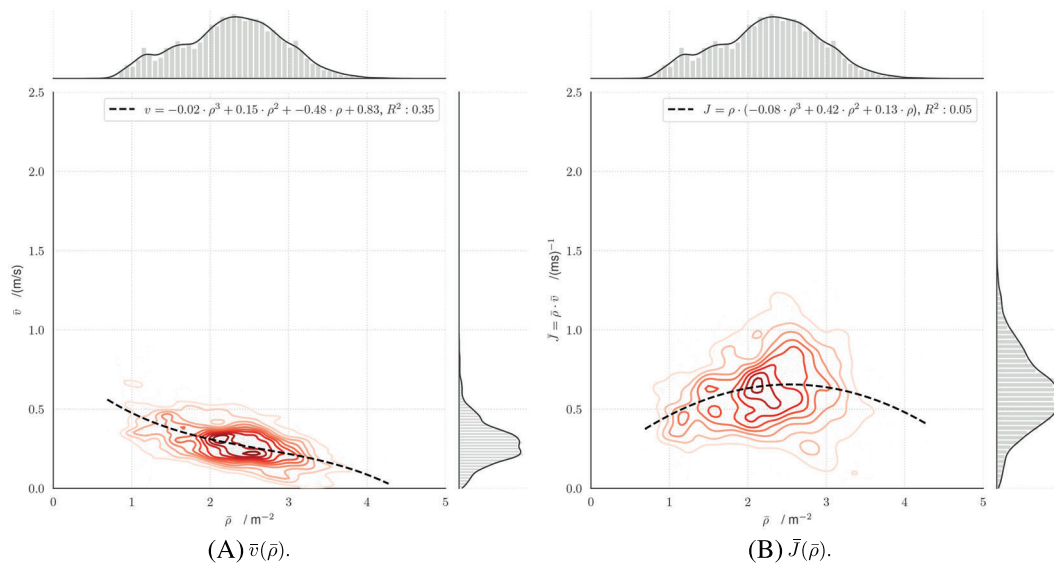 2.5
2.0
1.5
1.0
0.5
0.0
v = −0.02 · ρ³ + 0.15 · ρ² + −0.48 · ρ + 0.83, R² : 0.35
v̄ /(m/s)
0 1 2 3 4 5
ρ̄ / m⁻²
(A) v̄(ρ̄).
2.5
2.0
1.5
1.0
0.5
0.0
J = ρ · (−0.08 · ρ³ + 0.42 · ρ² + 0.13 · ρ), R² : 0.05
J̄ = ρ̄ · v̄ /(ms)⁻¹
0 1 2 3 4 5
ρ̄ / m⁻²
(B) J̄(ρ̄).